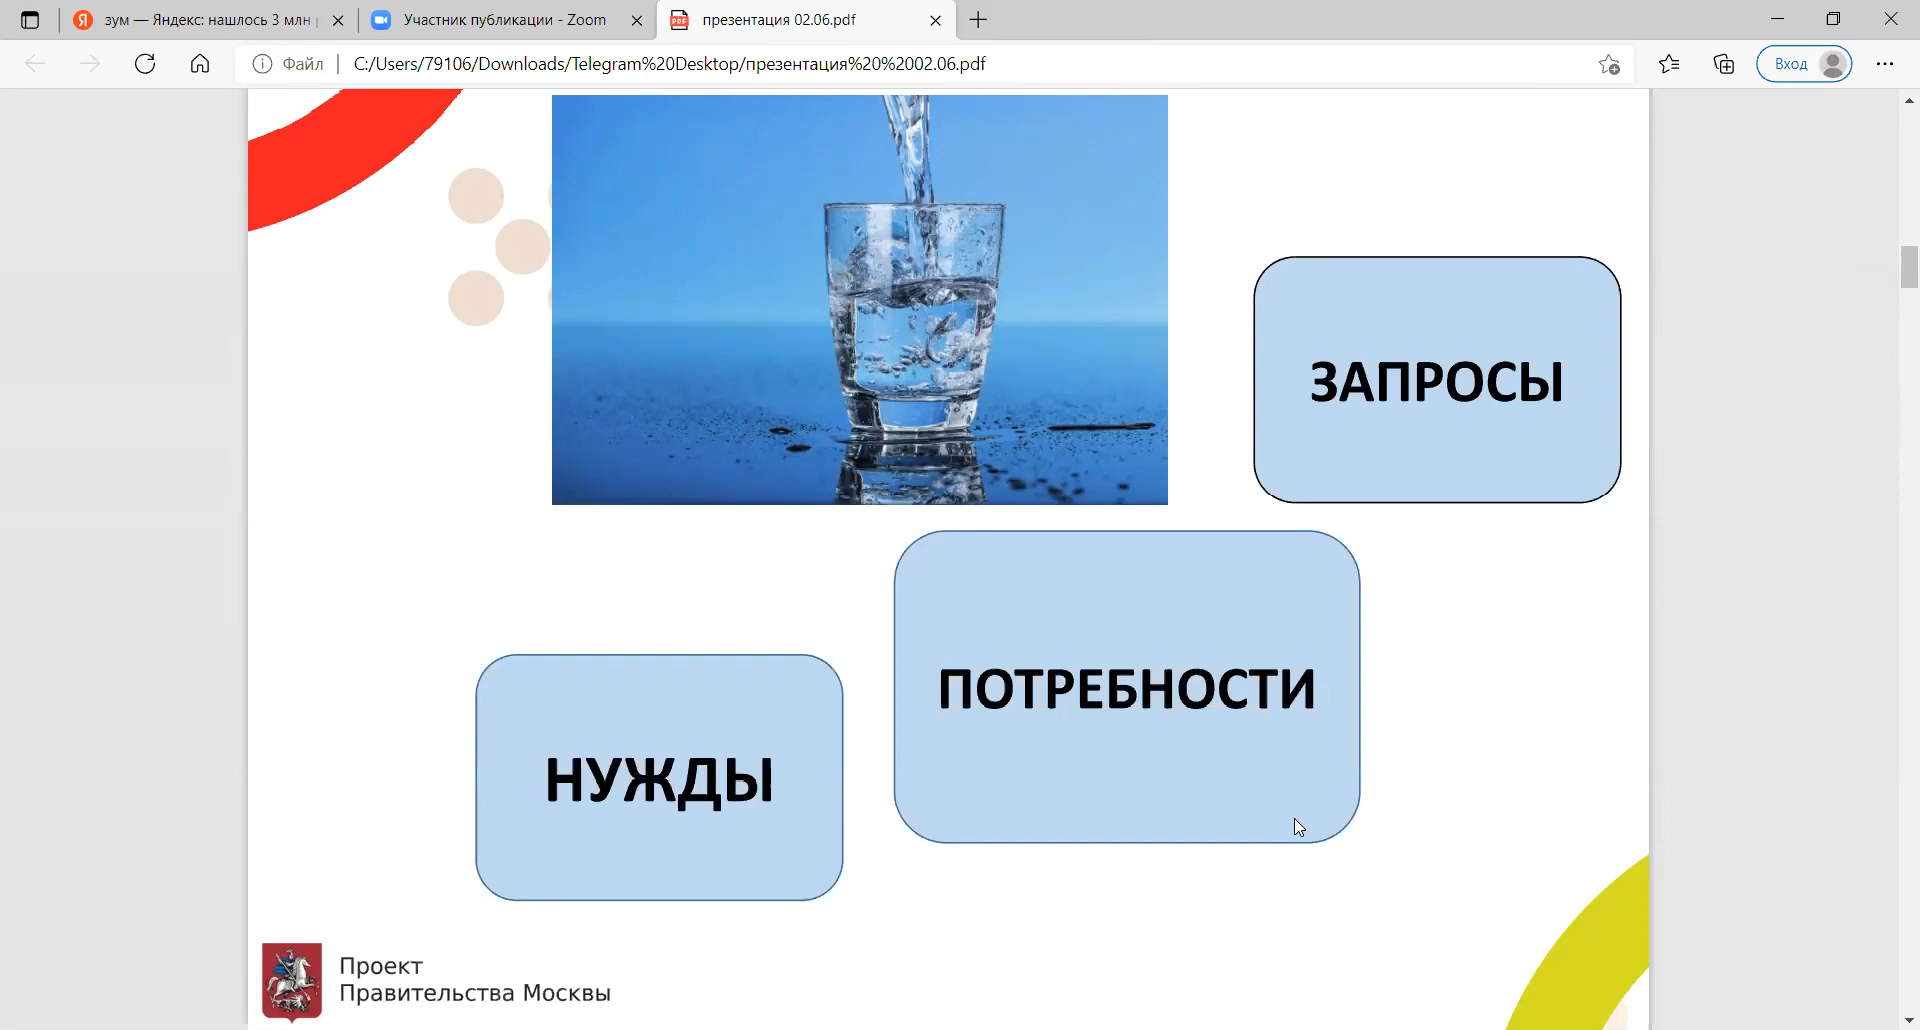 зум — Яндекс: нашлось 3 млн
Участник публикации - Zoom
презентация 02.06.pdf
Файл
C:/Users/79106/Downloads/Telegram%20Desktop/презентация%20%2002.06.pdf
Вход
ЗАПРОСЫ
ПОТРЕБНОСТИ
НУЖДЫ
Проект
Правительства Москвы